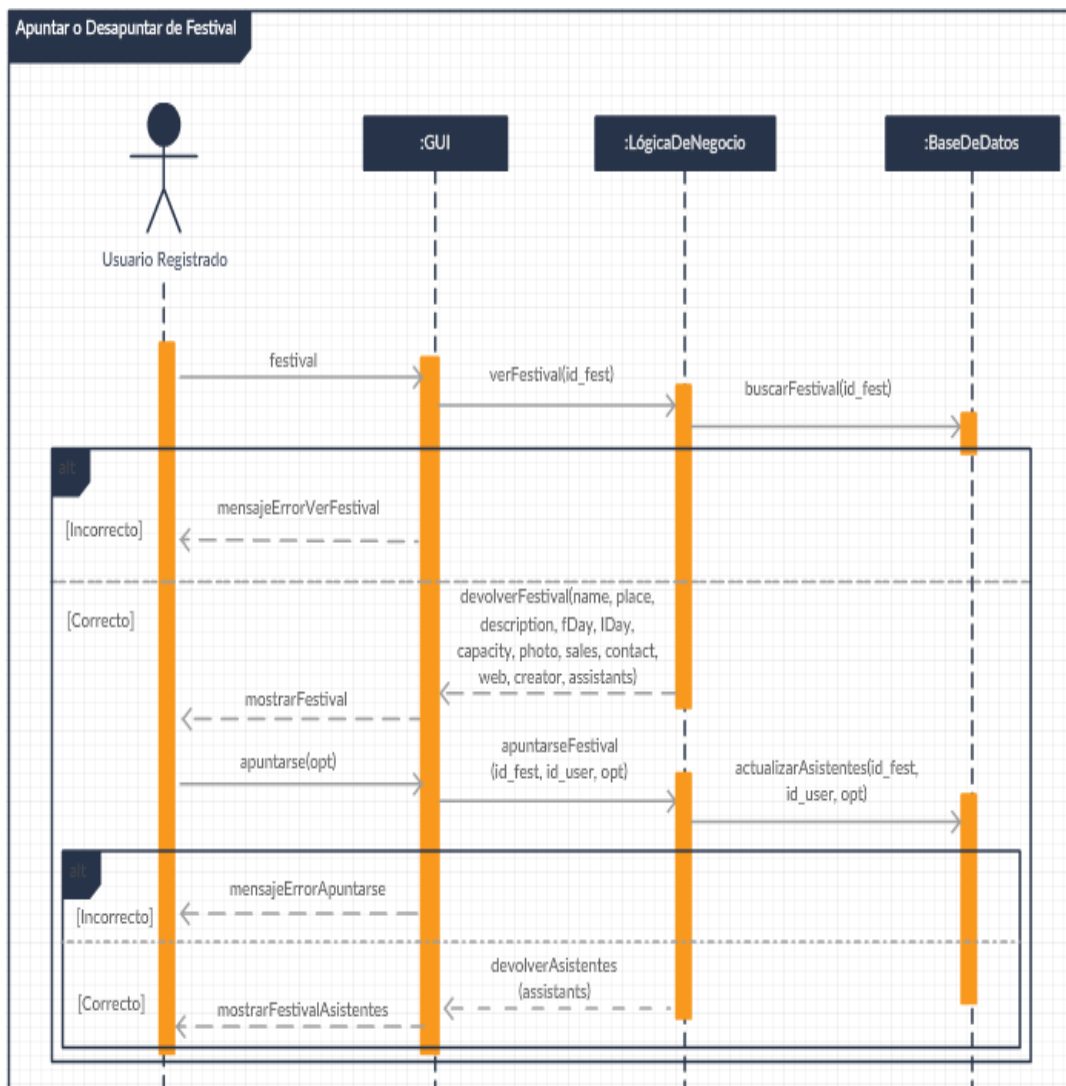 Apuntar o Desapuntar de Festival
:GUI
:LógicaDeNegocio
:BaseDeDatos
Usuario Registrado
festival
verFestival(id_fest)
buscarFestival(id_fest)
alt
[Incorrecto]
mensajeErrorVerFestival
[Correcto]
devolverFestival(name, place,
description, fDay, lDay,
capacity, photo, sales, contact,
web, creator, assistants)
mostrarFestival
apuntarse(opt)
apuntarseFestival
(id_fest, id_user, opt)
actualizarAsistentes(id_fest,
id_user, opt)
alt
[Incorrecto]
mensajeErrorApuntarse
[Correcto]
devolverAsistentes
(assistants)
mostrarFestivalAsistentes